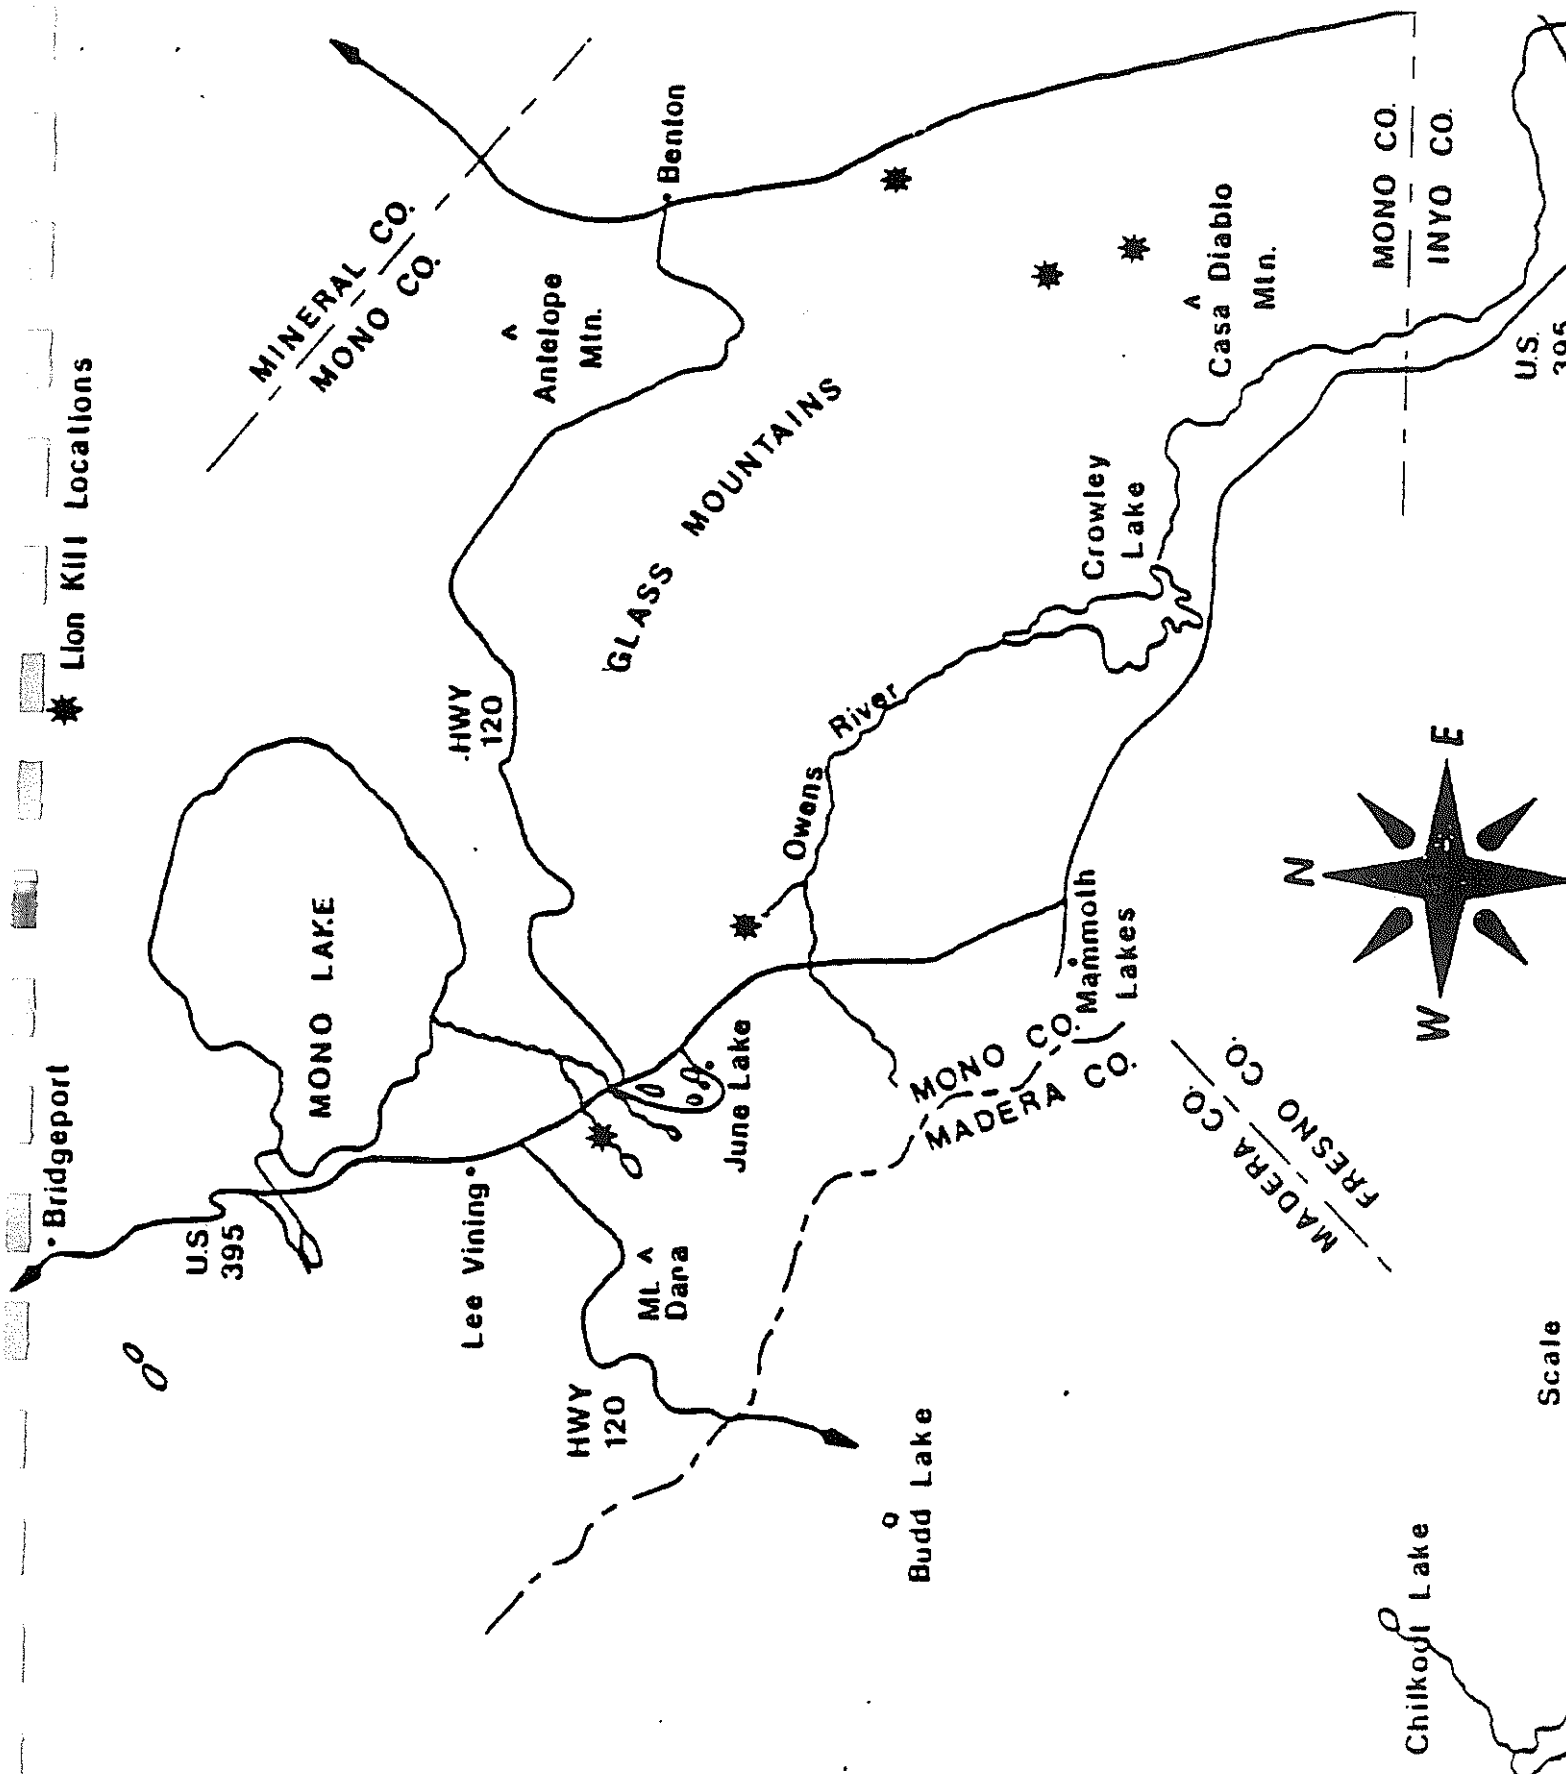 Lion Kill Locations
Bridgeport
U.S.
395
MONO LAKE
Lee Vining
HWY
120
Mt.
Dana
June Lake
HWY
120
MINERAL CO.
MONO CO.
Antelope
Mtn.
Benton
GLASS MOUNTAINS
Owens River
Crowley
Lake
Casa Diablo
Mtn.
MONO CO.
INYO CO.
U.S.
395
Mammoth
Lakes
MONO CO.
MADERA CO.
MADERA CO.
FRESNO CO.
Budd Lake
Chilkoot Lake
N
W
E
Scale